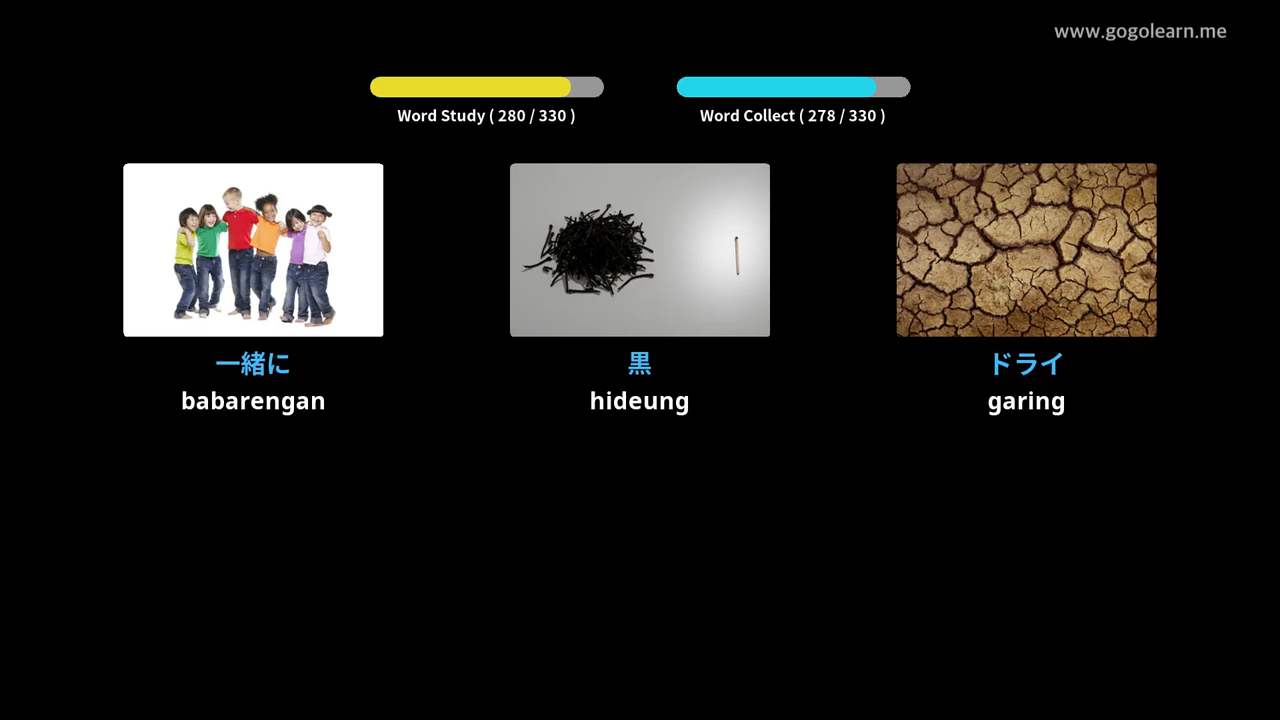 www.gogolearn.me
Word Study ( 280 / 330 )
Word Collect ( 278 / 330 )
一緒に
babarengan
黒
hideung
ドライ
garing